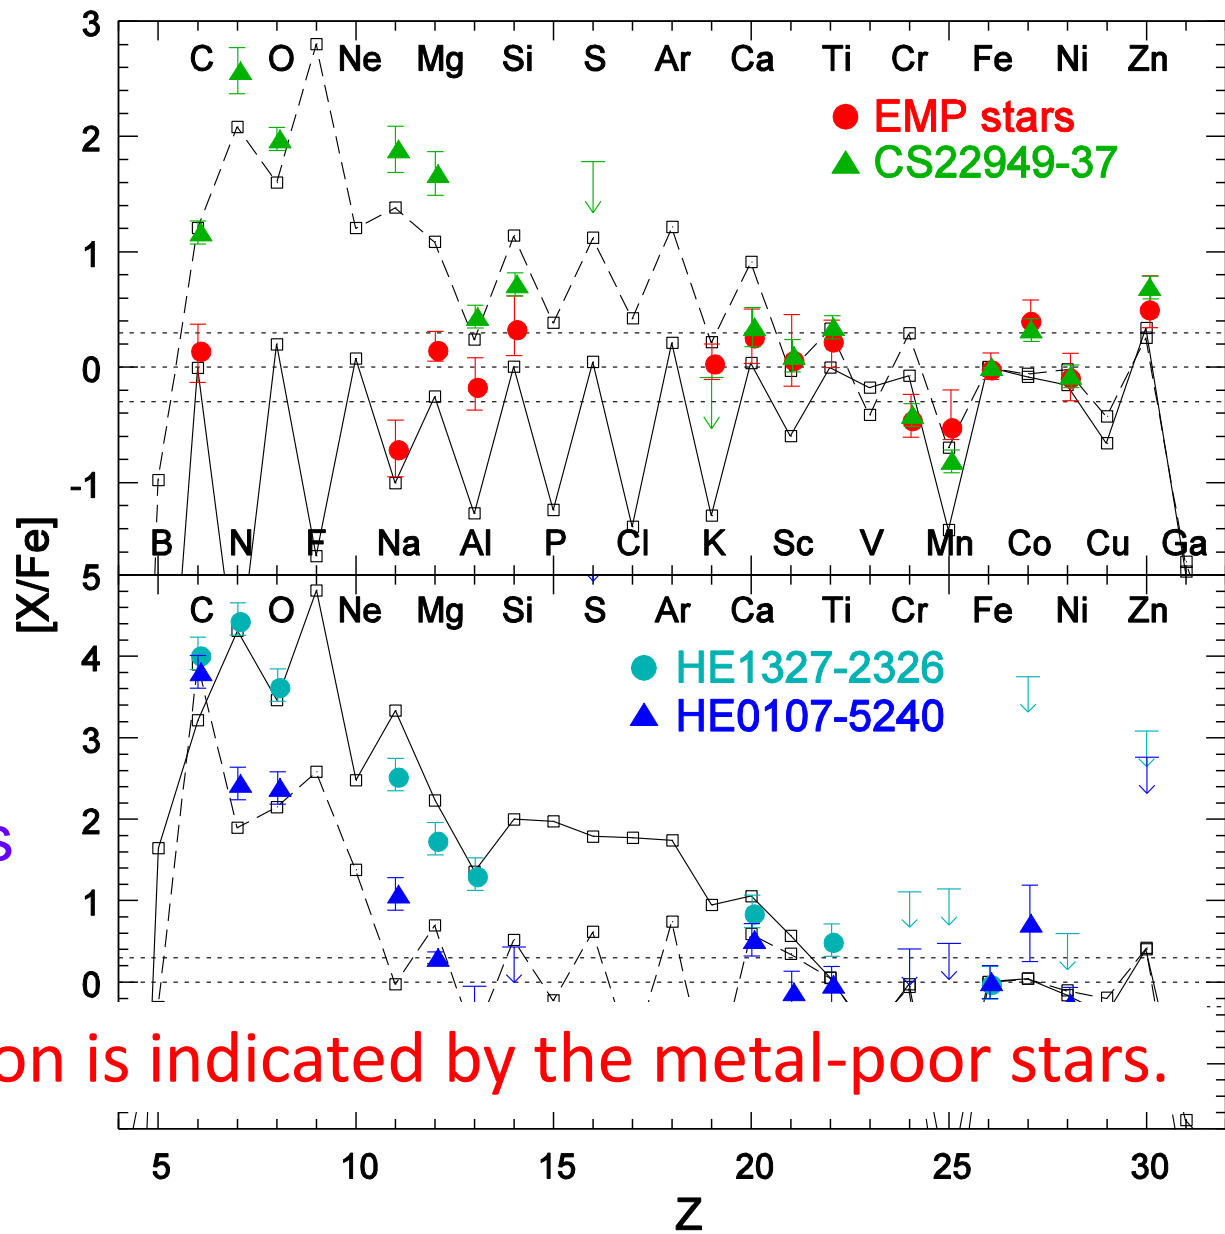 3
C O Ne Mg Si S Ar Ca Ti Cr Fe Ni Zn
EMP stars
2
CS22949-37
1
0
-1
B N F Na Al P Cl K Sc V Mn Co Cu Ga
[X/Fe]
5
C O Ne Mg Si S Ar Ca Ti Cr Fe Ni Zn
4
HE1327-2326
HE0107-5240
3
2
s
1
0
on is indicated by the metal-poor stars.
5 10 15 20 25 30
Z